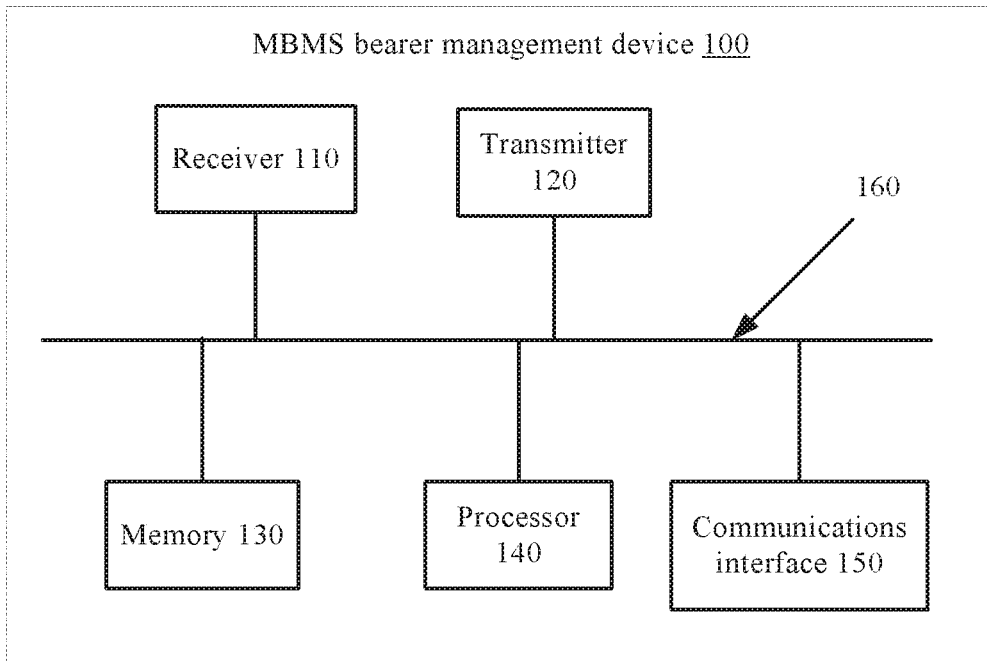 MBMS bearer management device 100
Receiver 110
Transmitter
120
160
Memory 130
Processor
140
Communications
interface 150